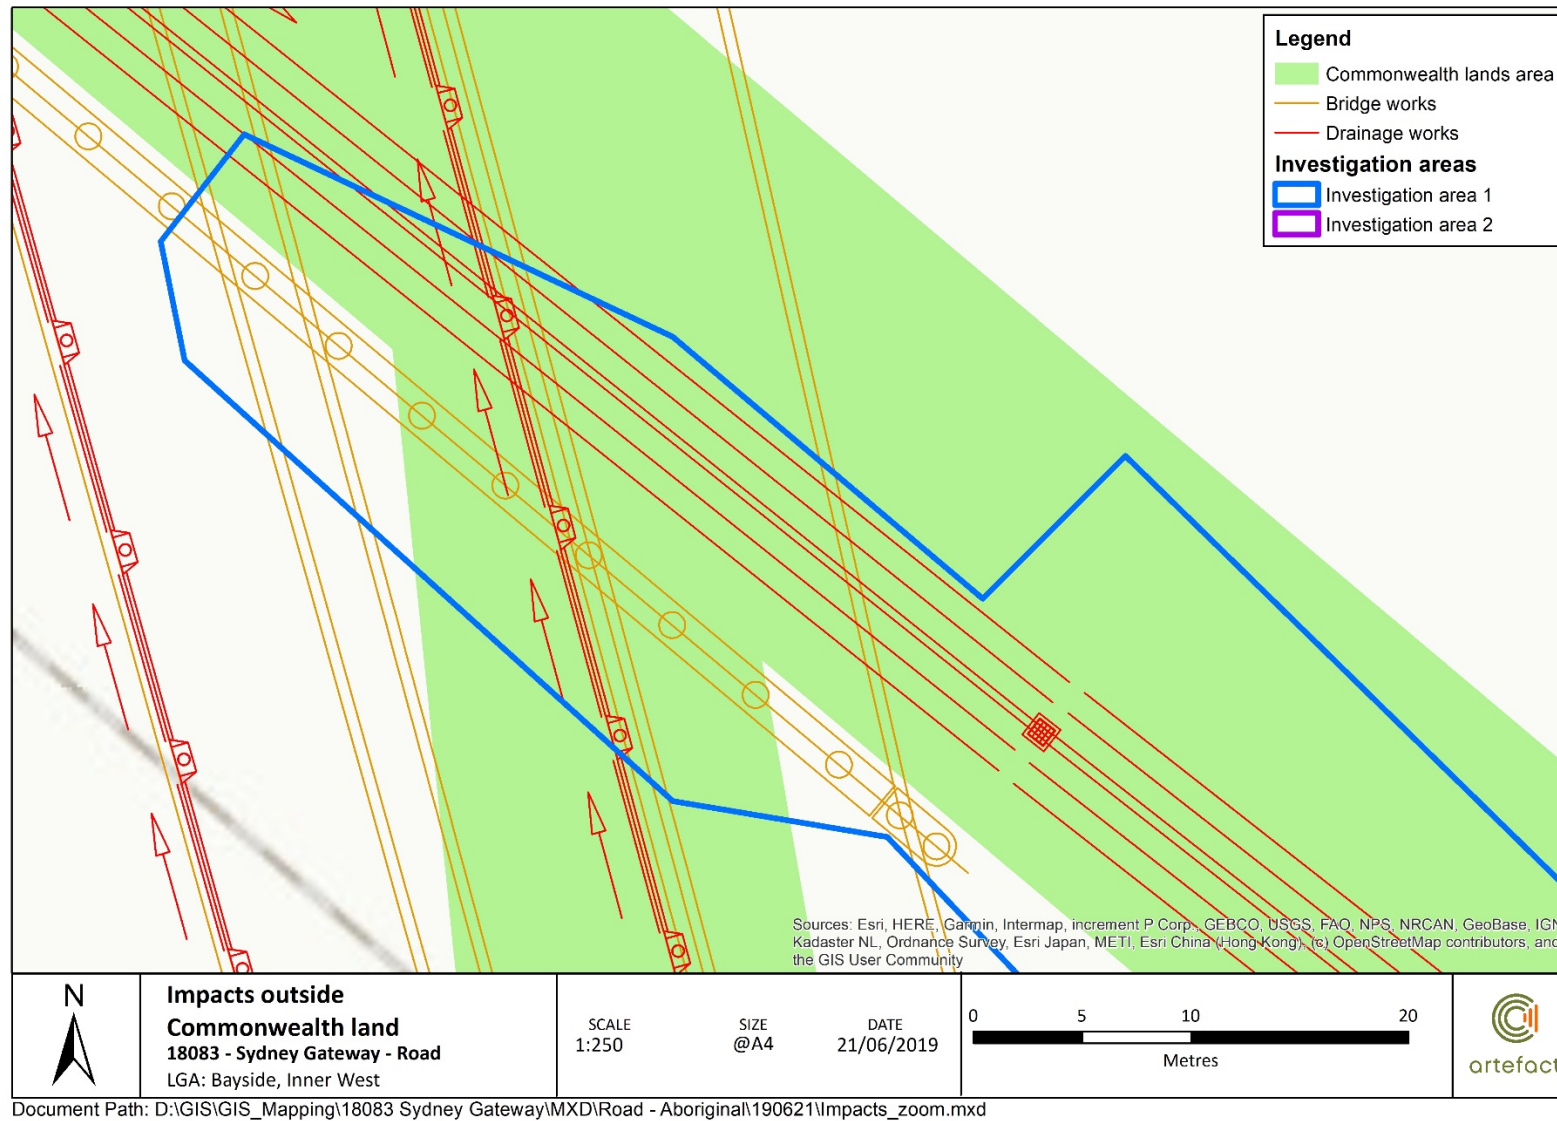 Legend
Commonwealth lands area
Bridge works
Drainage works
Investigation areas
Investigation area 1
Investigation area 2
Sources: Esri, HERE, Garmin, Intermap, increment P Corp., GEBCO, USGS, FAO, NPS, NRCAN, GeoBase, IGN
Kadaster NL, Ordnance Survey, Esri Japan, METI, Esri China (Hong Kong), (c) OpenStreetMap contributors, and
the GIS User Community
N
Impacts outside
Commonwealth land
18083 - Sydney Gateway - Road
LGA: Bayside, Inner West
SCALE
1:250
SIZE
@A4
DATE
21/06/2019
0 5 10 20
Metres
artefact
Document Path: D:\GIS\GIS_Mapping\18083 Sydney Gateway\MXD\Road - Aboriginal\190621\Impacts_zoom.mxd